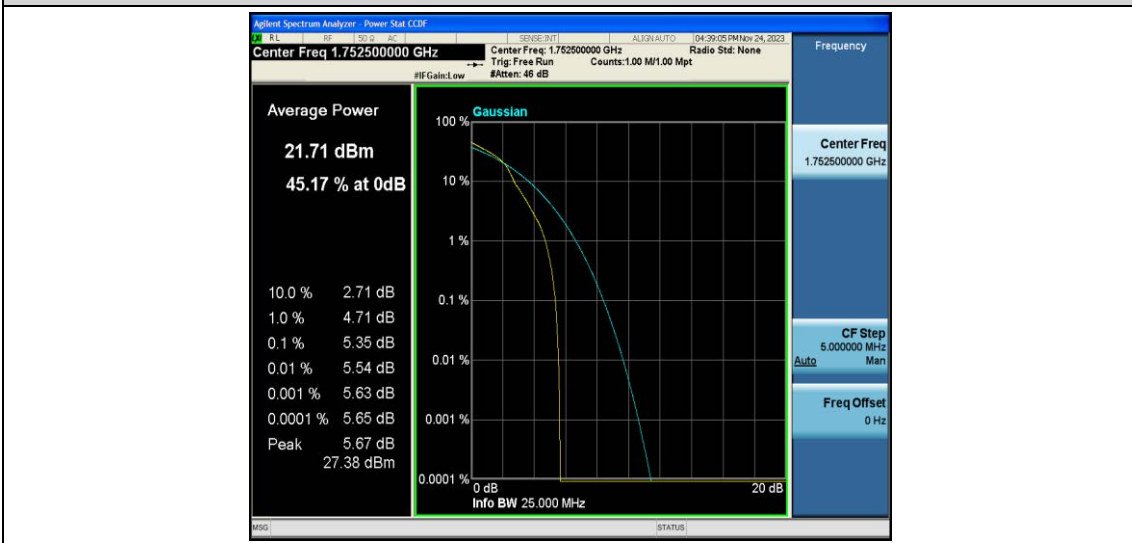 Agilent Spectrum Analyzer - Power Stat CCDF
LXI RL RF 50 Ω AC SENSE:INT ALIGN AUTO 04:39:05 PM Nov 24, 2023
Center Freq 1.752500000 GHz
Center Freq: 1.752500000 GHz Radio Std: None
Trig: Free Run Counts:1.00 M/1.00 Mpt
#IFGain:Low #Atten: 46 dB
Frequency
Average Power
21.71 dBm
45.17 % at 0dB
10.0 % 2.71 dB
1.0 % 4.71 dB
0.1 % 5.35 dB
0.01 % 5.54 dB
0.001 % 5.63 dB
0.0001 % 5.65 dB
Peak 5.67 dB
27.38 dBm
Gaussian
100 %
10 %
1 %
0.1 %
0.01 %
0.001 %
0.0001 %
0 dB 20 dB
Info BW 25.000 MHz
Center Freq
1.752500000 GHz
CF Step
5.000000 MHz
Auto Man
Freq Offset
0 Hz
MSG STATUS